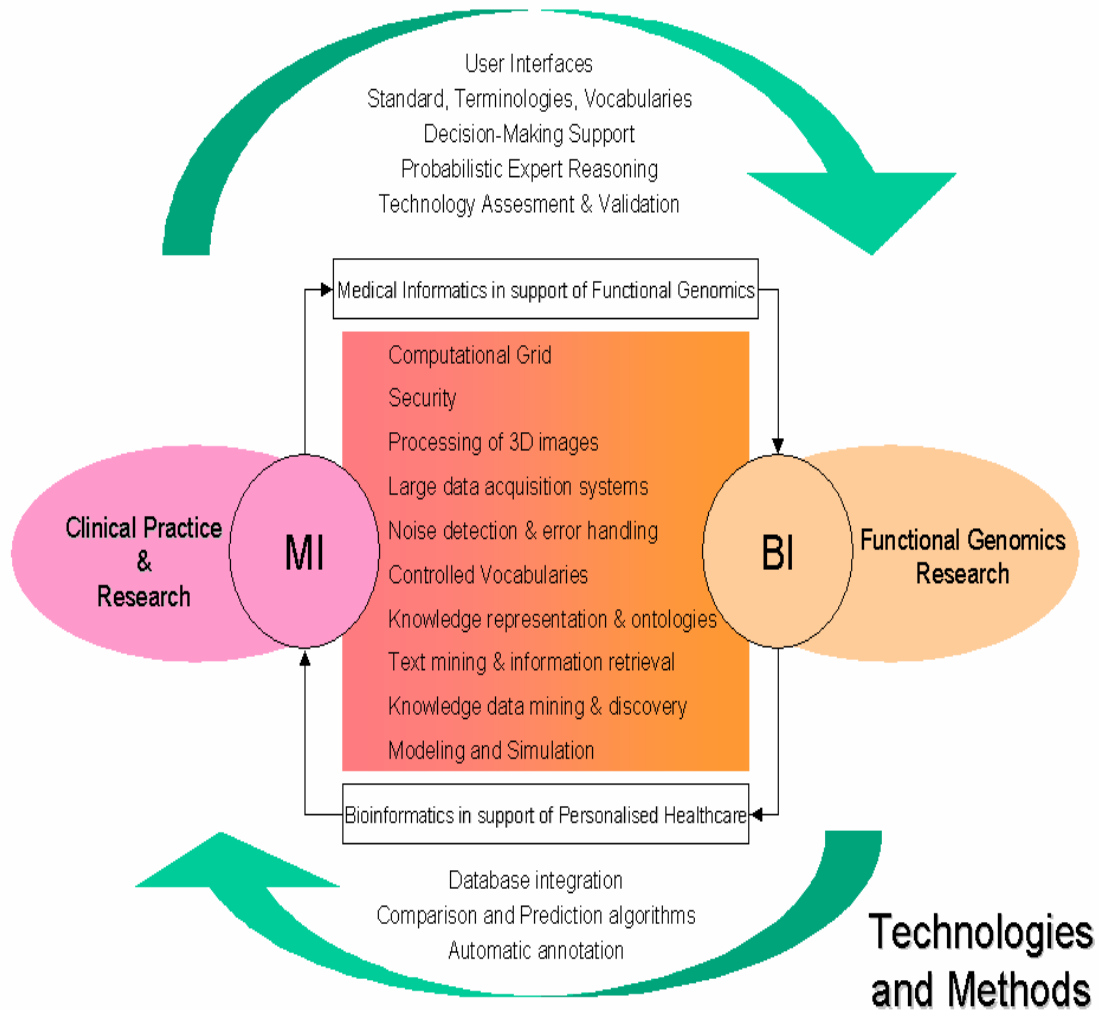 User Interfaces
Standard, Terminologies, Vocabularies
Decision-Making Support
Probabilistic Expert Reasoning
Technology Assesment & Validation
Medical Informatics in support of Functional Genomics
Computational Grid
Security
Processing of 3D images
Large data acquisition systems
Noise detection & error handling
Controlled Vocabularies
Knowledge representation & ontologies
Text mining & information retrieval
Knowledge data mining & discovery
Modeling and Simulation
Clinical Practice
&
Research
MI
BI
Functional Genomics
Research
Bioinformatics in support of Personalised Healthcare
Database integration
Comparison and Prediction algorithms
Automatic annotation
Technologies
and Methods